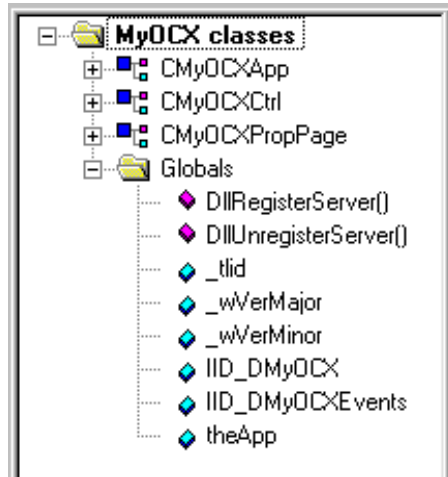 MyOCX classes
CMyOCXApp
CMyOCXCtrl
CMyOCXPropPage
Globals
DllRegisterServer()
DllUnregisterServer()
_tlid
_wVerMajor
_wVerMinor
IID_DMyOCX
IID_DMyOCXEvents
theApp